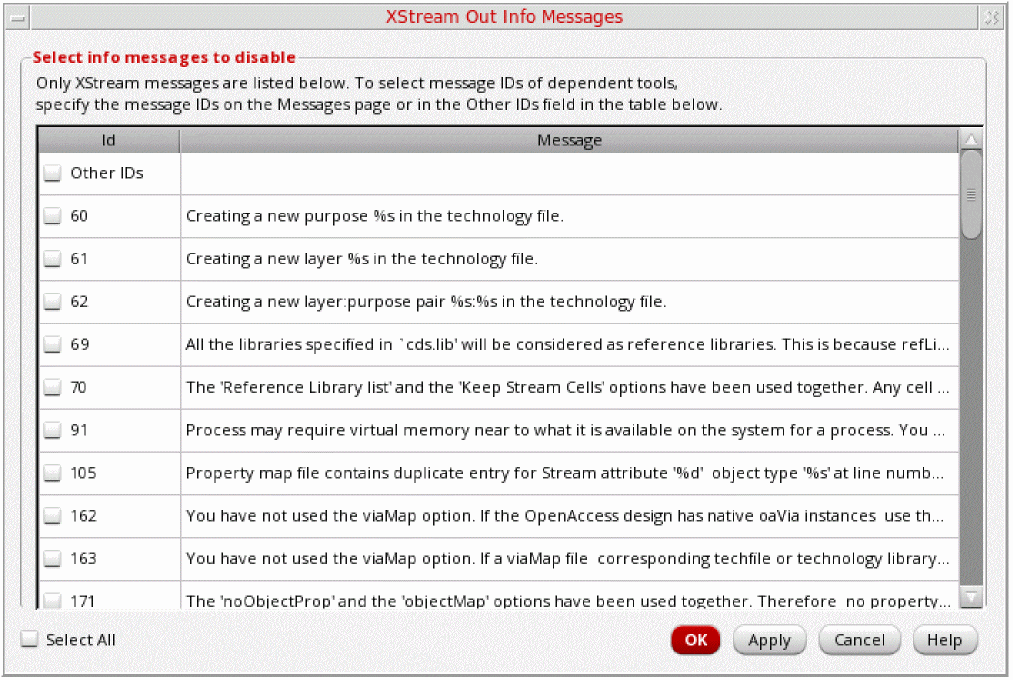 XStream Out Info Messages
Select info messages to disable
Only XStream messages are listed below. To select message IDs of dependent tools,
specify the message IDs on the Messages page or in the Other IDs field in the table below.
Id Message
Other IDs
60 Creating a new purpose %s in the technology file.
61 Creating a new layer %s in the technology file.
62 Creating a new layer:purpose pair %s:%s in the technology file.
69 All the libraries specified in `cds.lib' will be considered as reference libraries. This is because refLi...
70 The 'Reference Library list' and the 'Keep Stream Cells' options have been used together. Any cell ...
91 Process may require virtual memory near to what it is available on the system for a process. You ...
105 Property map file contains duplicate entry for Stream attribute '%d' object type '%s' at line numb...
162 You have not used the viaMap option. If the OpenAccess design has native oaVia instances use th...
163 You have not used the viaMap option. If a viaMap file corresponding techfile or technology library...
171 The 'noObjectProp' and the 'objectMap' options have been used together. Therefore no property...
Select All OK Apply Cancel Help